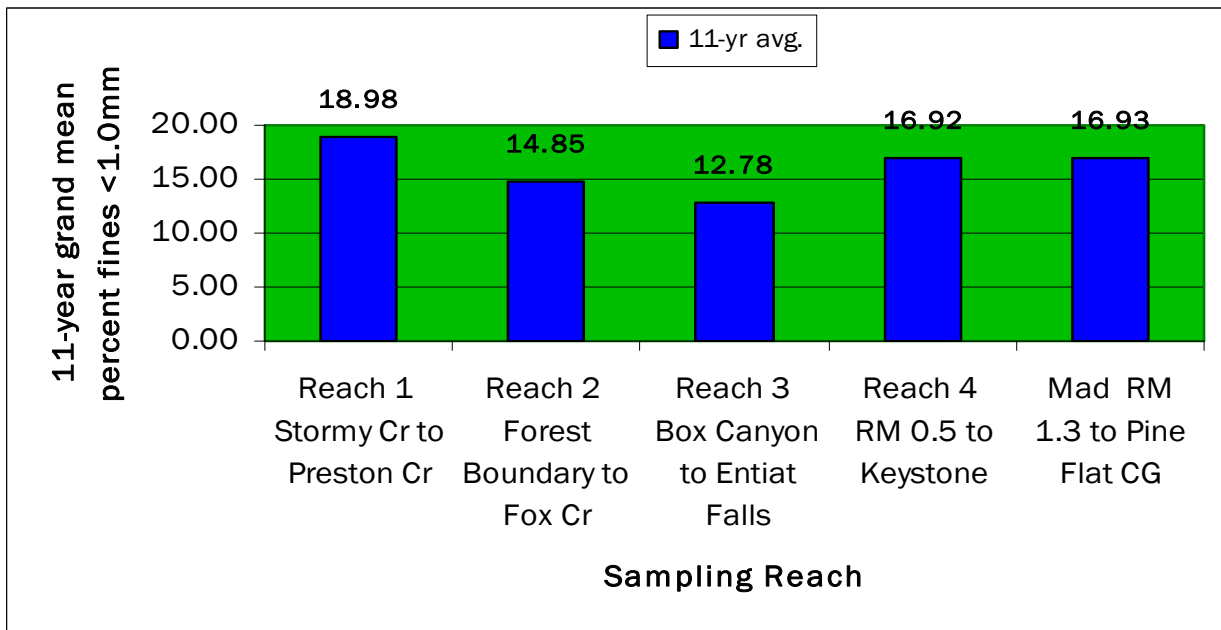 11-yr avg.
11-year grand mean
percent fines <1.0mm
20.00
15.00
10.00
5.00
0.00
18.98
14.85
12.78
16.92
16.93
Reach 1
Stormy Cr to
Preston Cr
Reach 2
Forest
Boundary to
Fox Cr
Reach 3
Box Canyon
to Entiat
Falls
Reach 4
RM 0.5 to
Keystone
Mad RM
1.3 to Pine
Flat CG
Sampling Reach